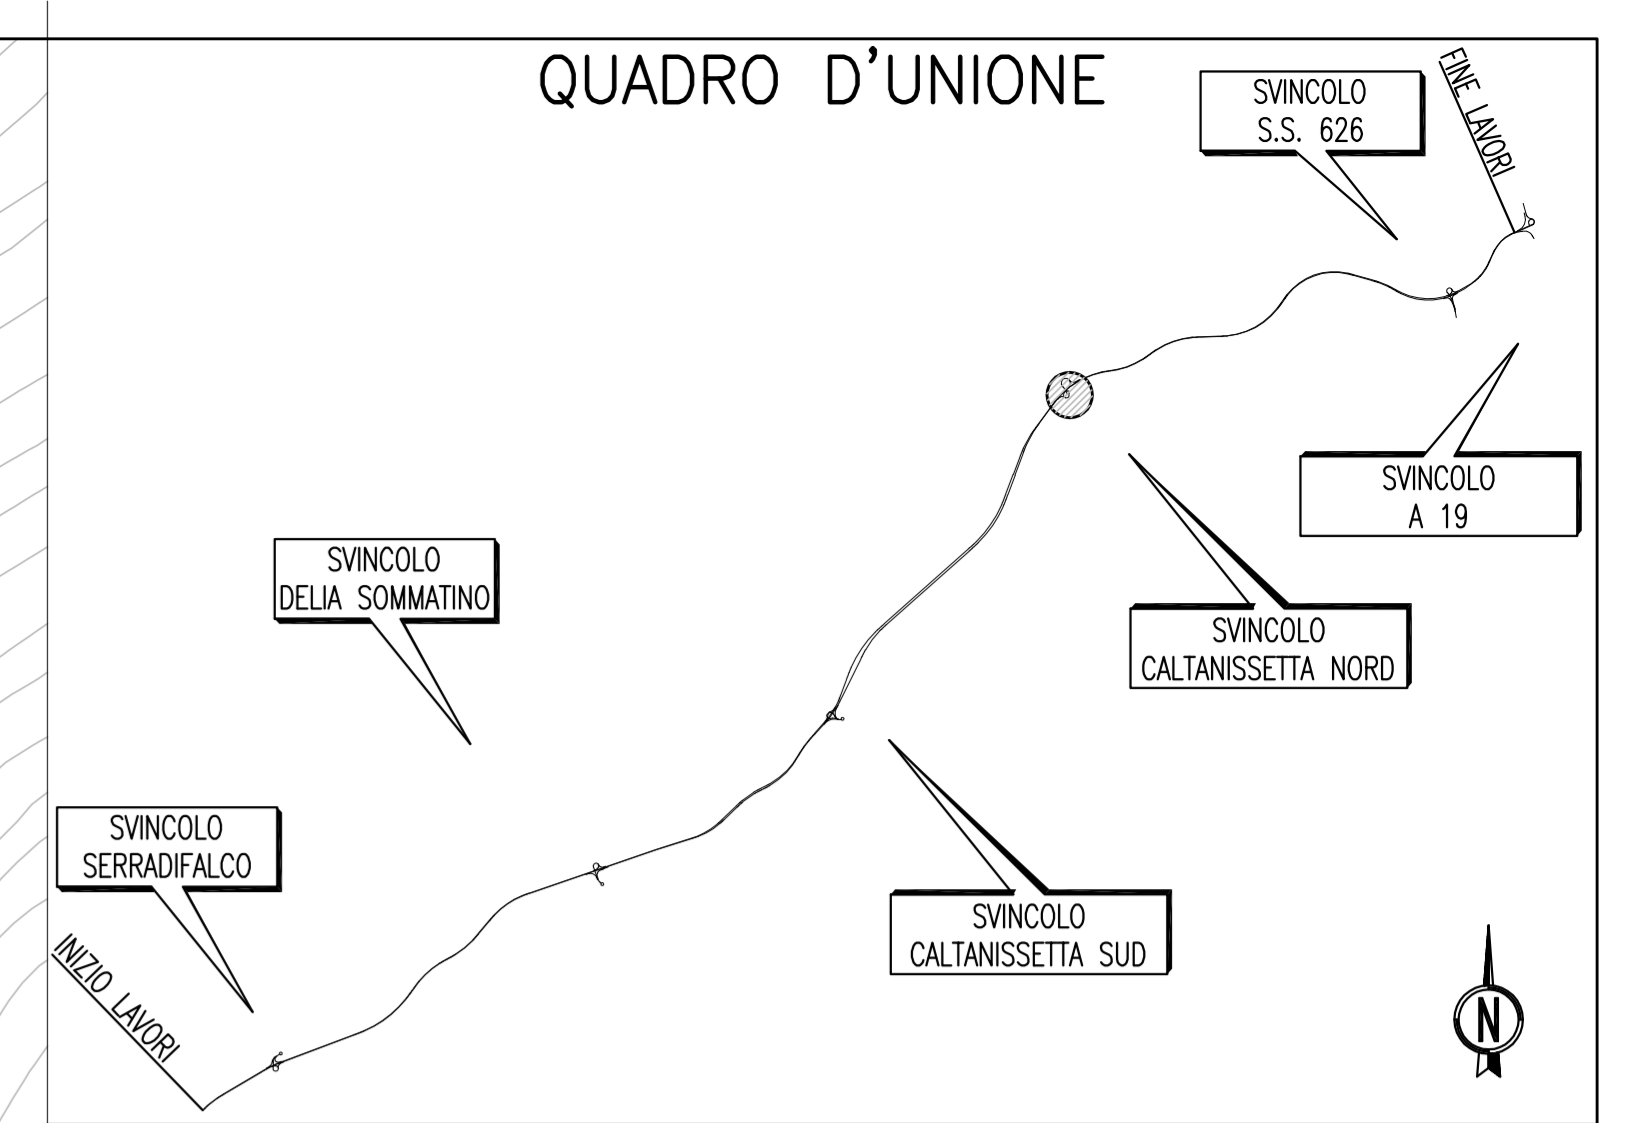 QUADRO D'UNIONE
SVINCOLO
S.S. 626
FINE LAVORI
SVINCOLO
A 19
SVINCOLO
DELIA SOMMATINO
SVINCOLO
CALTANISSETTA NORD
SVINCOLO
SERRADIFALCO
SVINCOLO
CALTANISSETTA SUD
INIZIO LAVORI
N